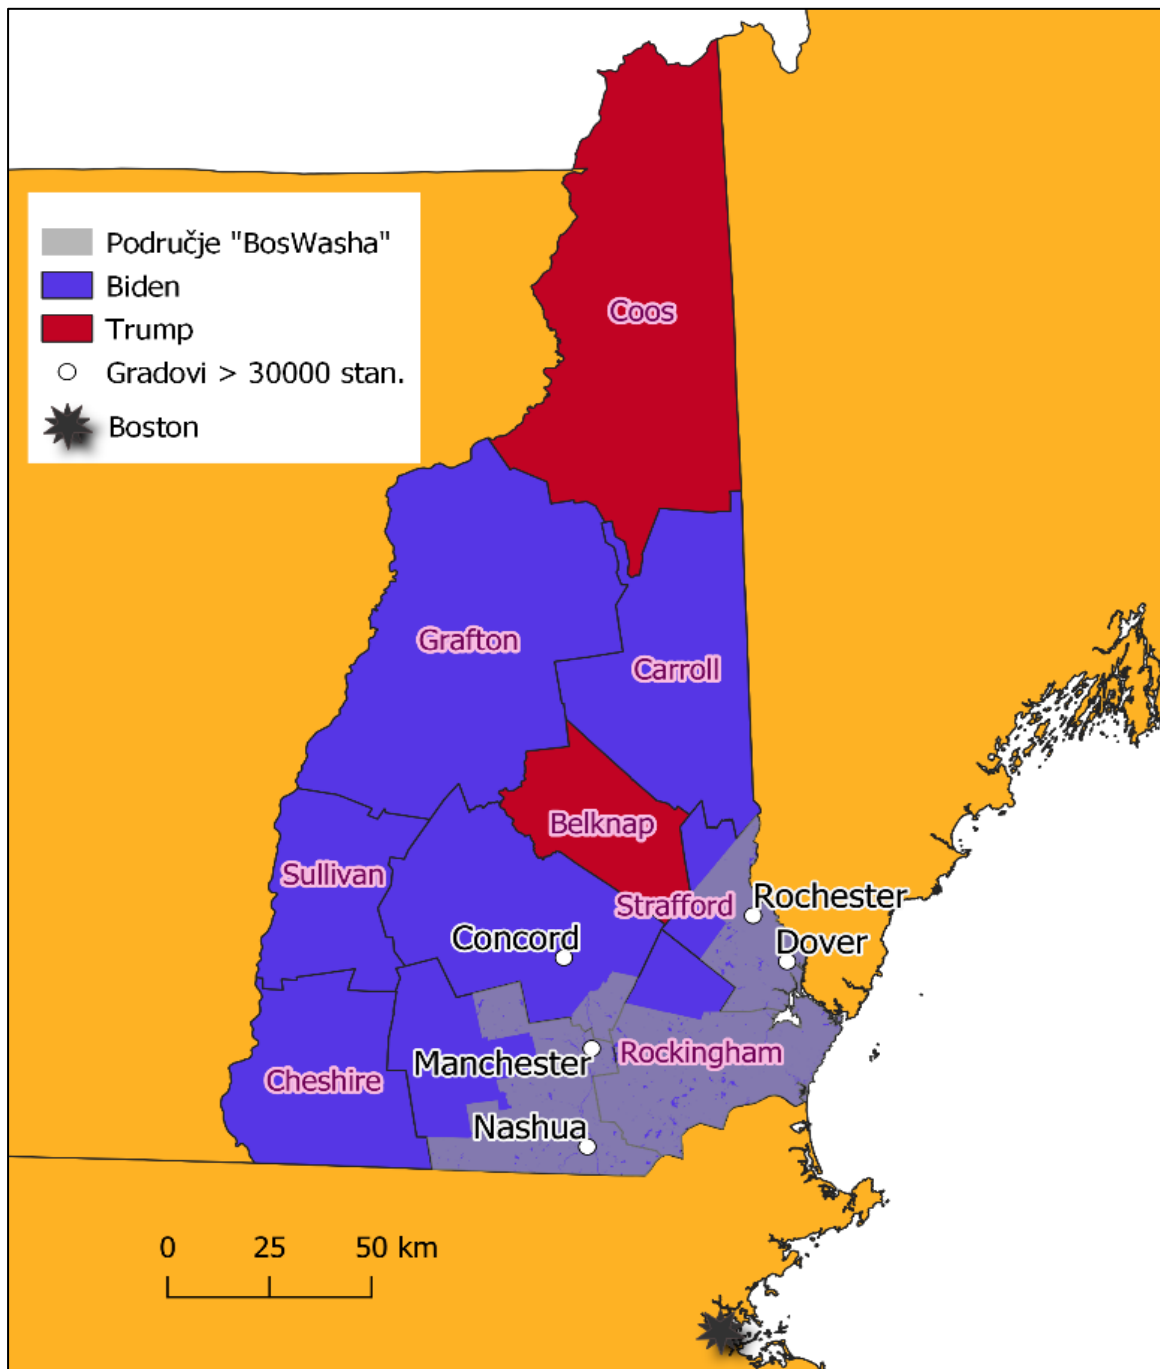 Područje "BosWasha"
Biden
Trump
Gradovi > 30000 stan.
Boston
Coos
Grafton
Carroll
Belknap
Sullivan
Strafford
Rochester
Concord
Dover
Manchester
Rockingham
Cheshire
Nashua
0 25 50 km